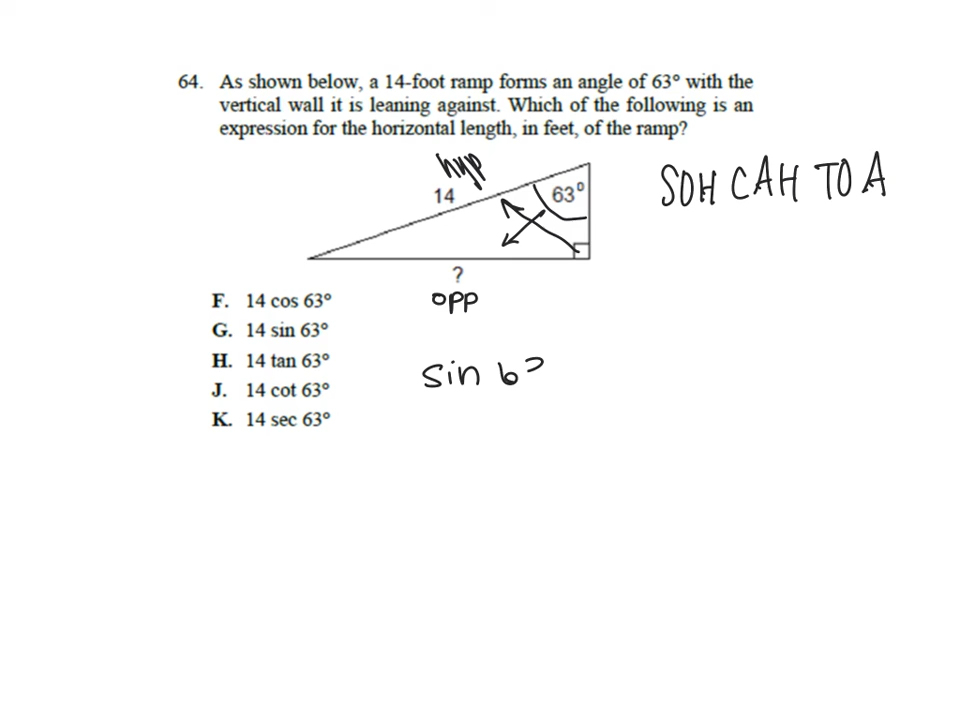 64. As shown below, a 14-foot ramp forms an angle of 63° with the
vertical wall it is leaning against. Which of the following is an
expression for the horizontal length, in feet, of the ramp?
hyp
14
63°
SOH CAH TO A
?
opp
F. 14 cos 63°
G. 14 sin 63°
H. 14 tan 63°
J. 14 cot 63°
K. 14 sec 63°
sin 6